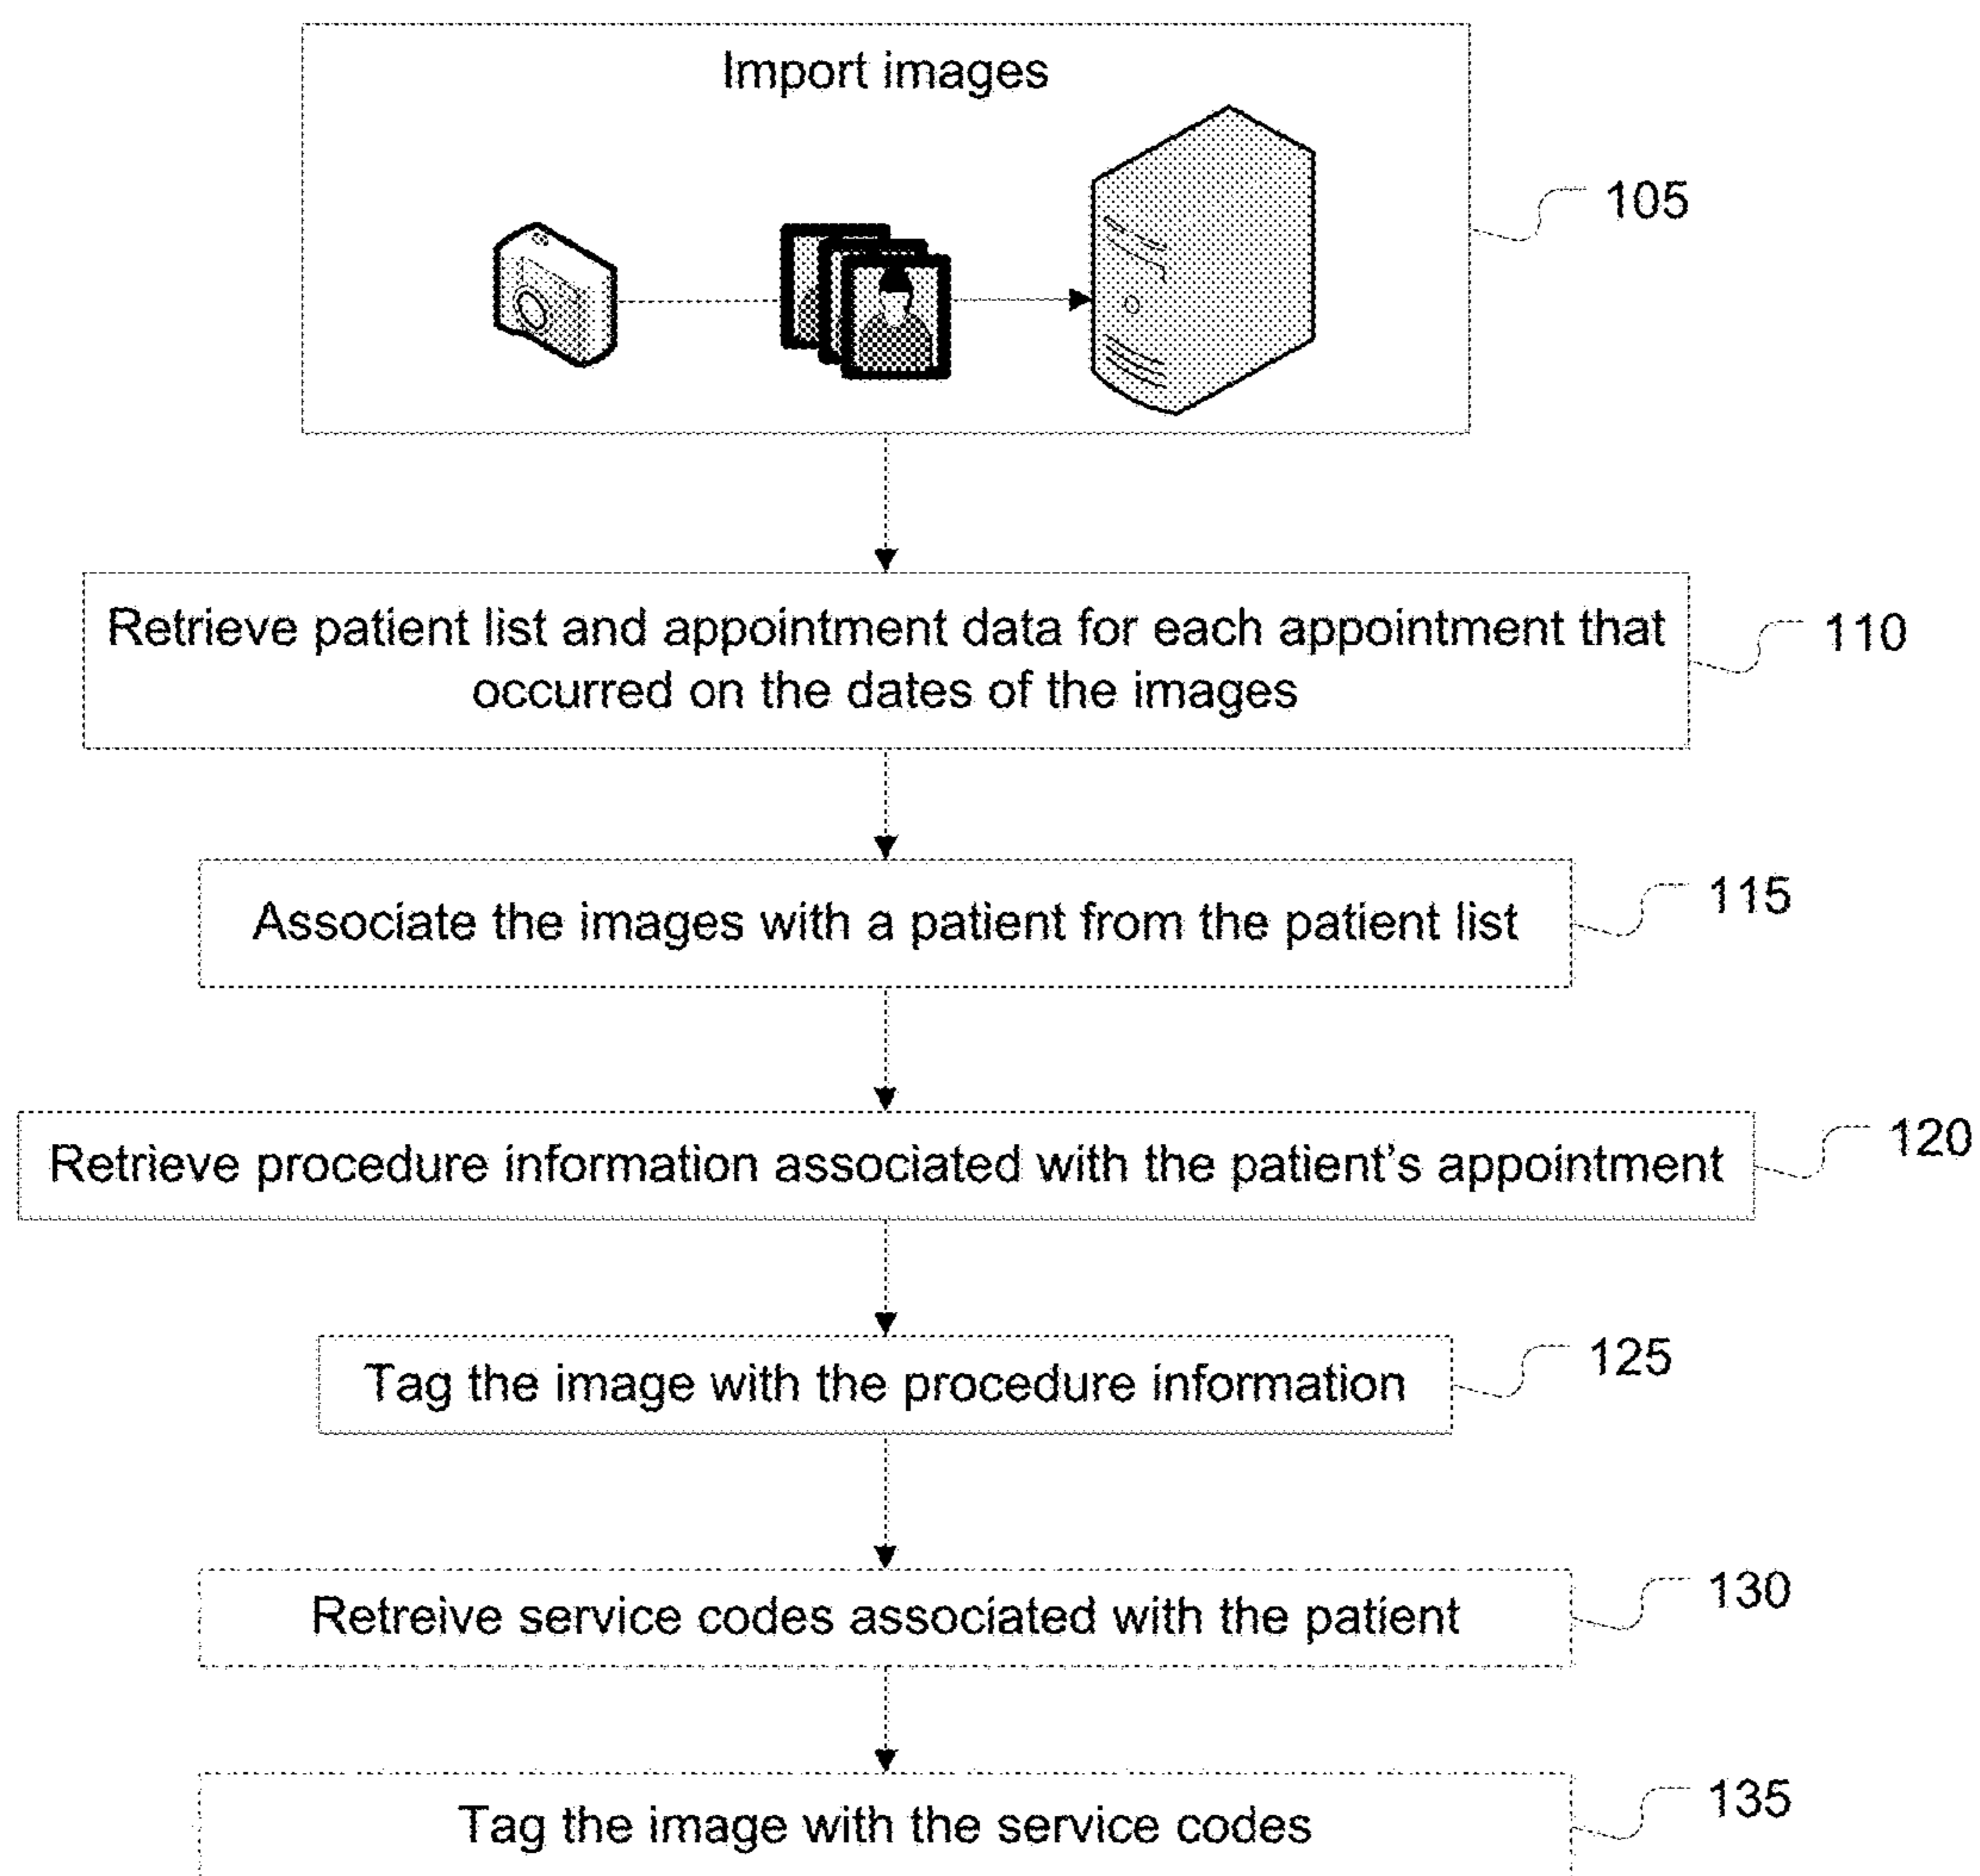 Import images
105
Retrieve patient list and appointment data for each appointment that
occurred on the dates of the images
110
Associate the images with a patient from the patient list
115
Retrieve procedure information associated with the patient's appointment
120
Tag the image with the procedure information
125
Retreive service codes associated with the patient
130
Tag the image with the service codes
135